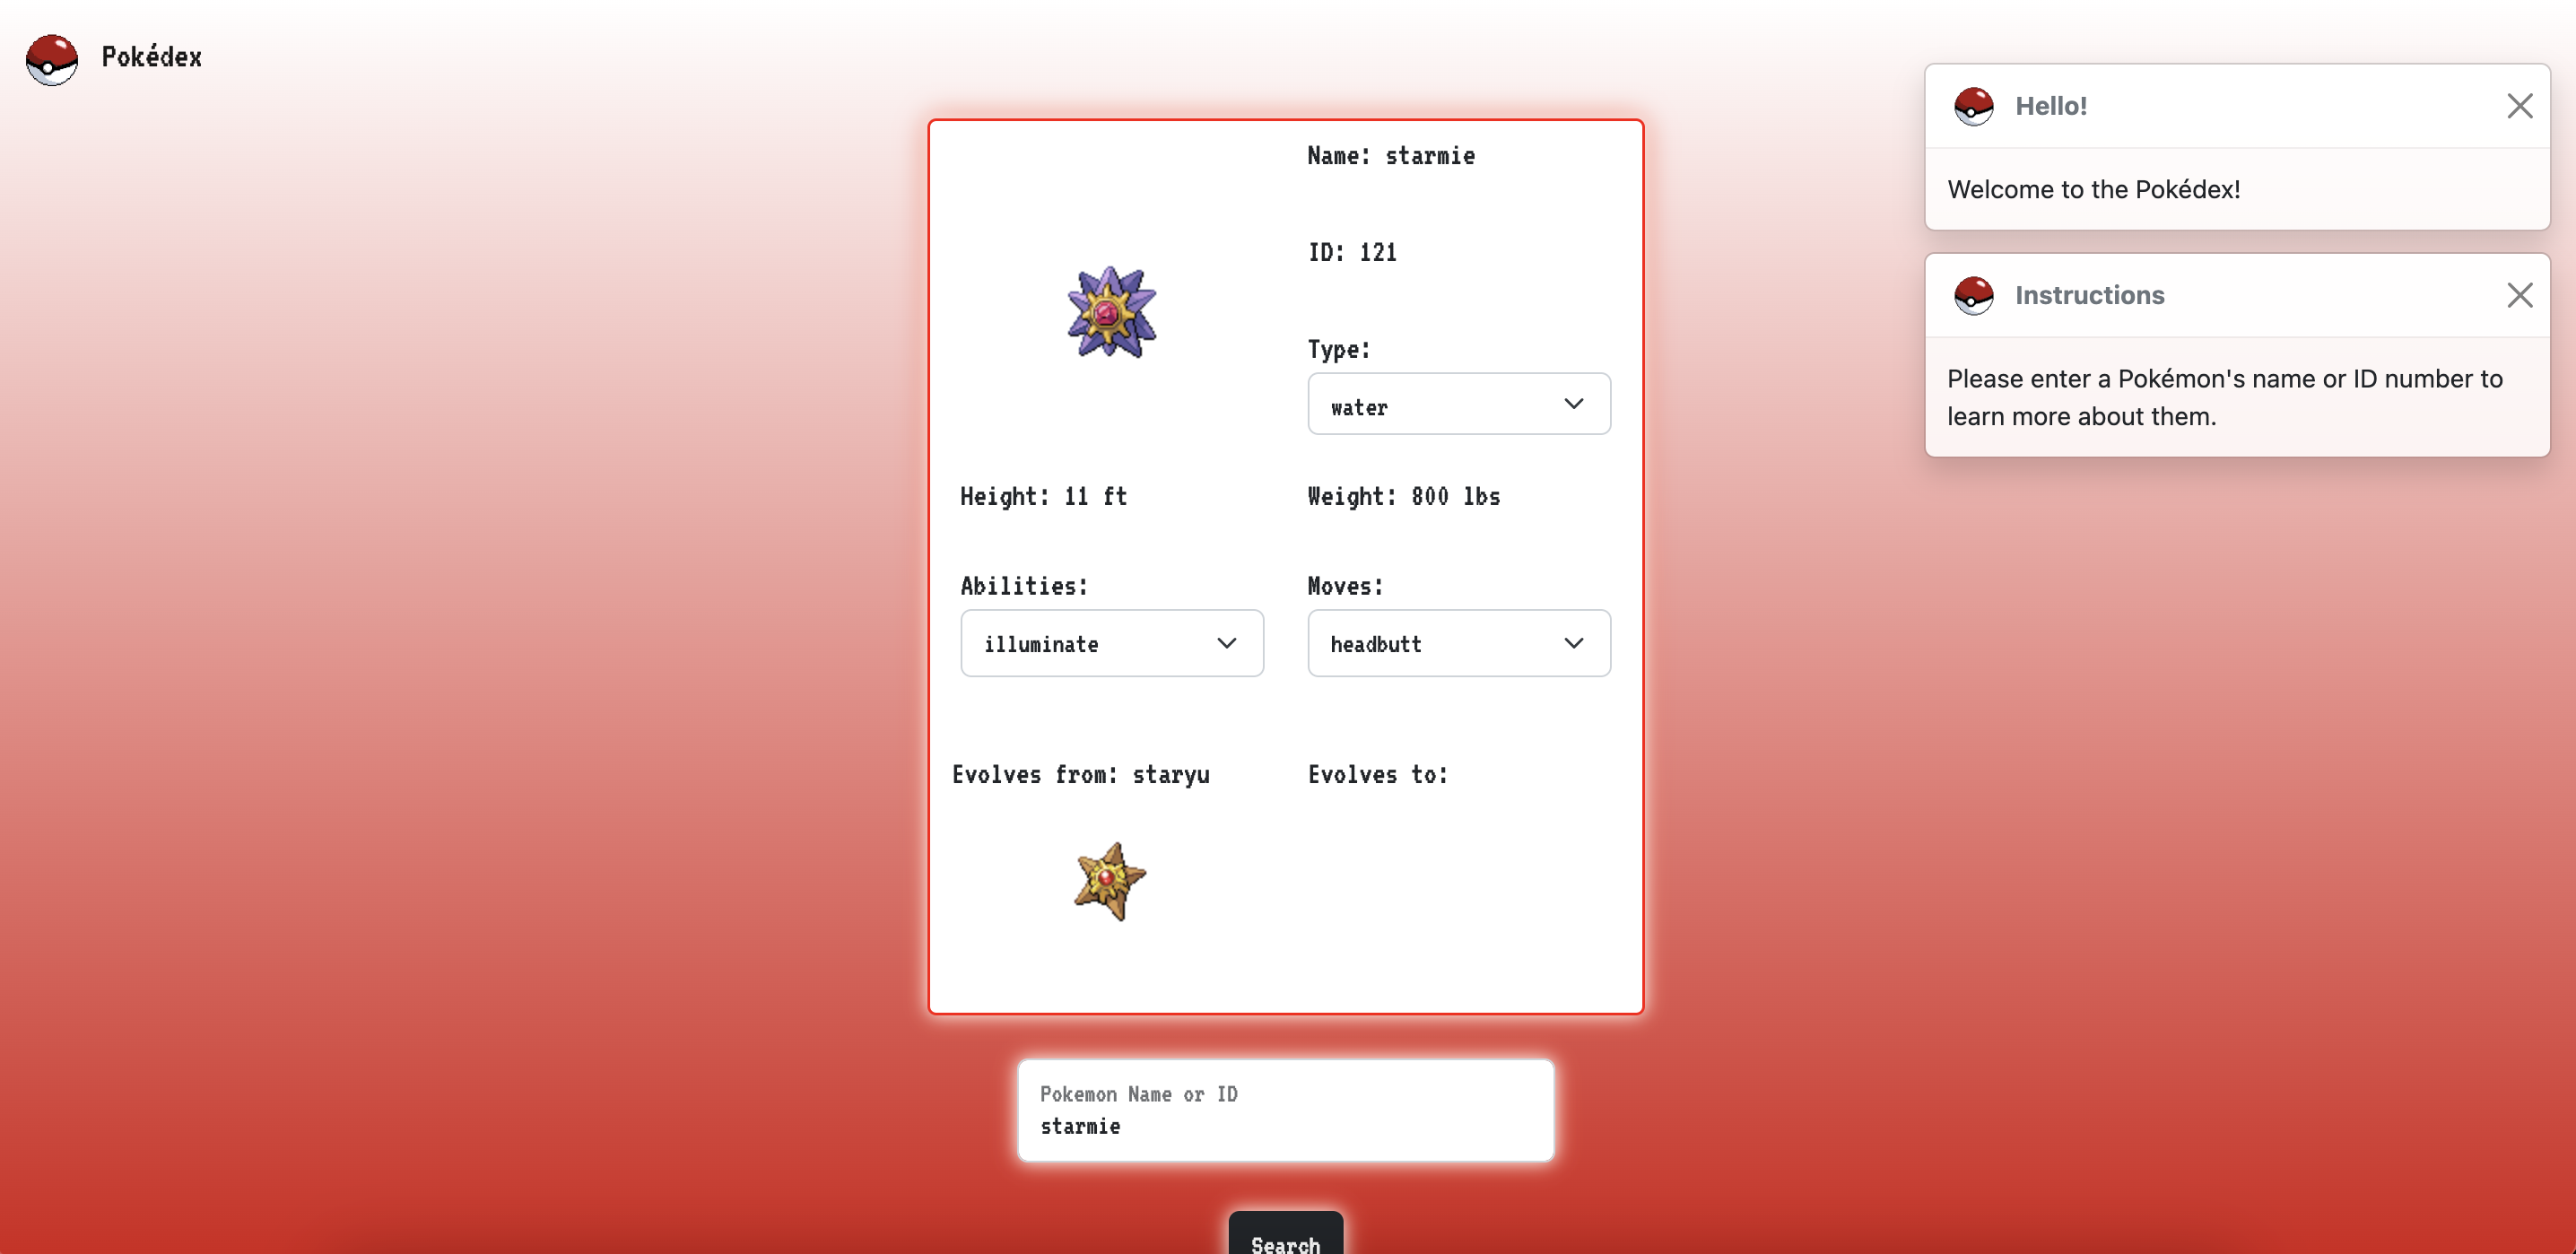 Pokédex
Name: starmie
ID: 121
Type:
water
Height: 11 ft
Weight: 800 lbs
Abilities:
illuminate
Moves:
headbutt
Evolves from: staryu
Evolves to:
Pokemon Name or ID
starmie
Search
Hello!
Welcome to the Pokédex!
Instructions
Please enter a Pokémon's name or ID number to
learn more about them.